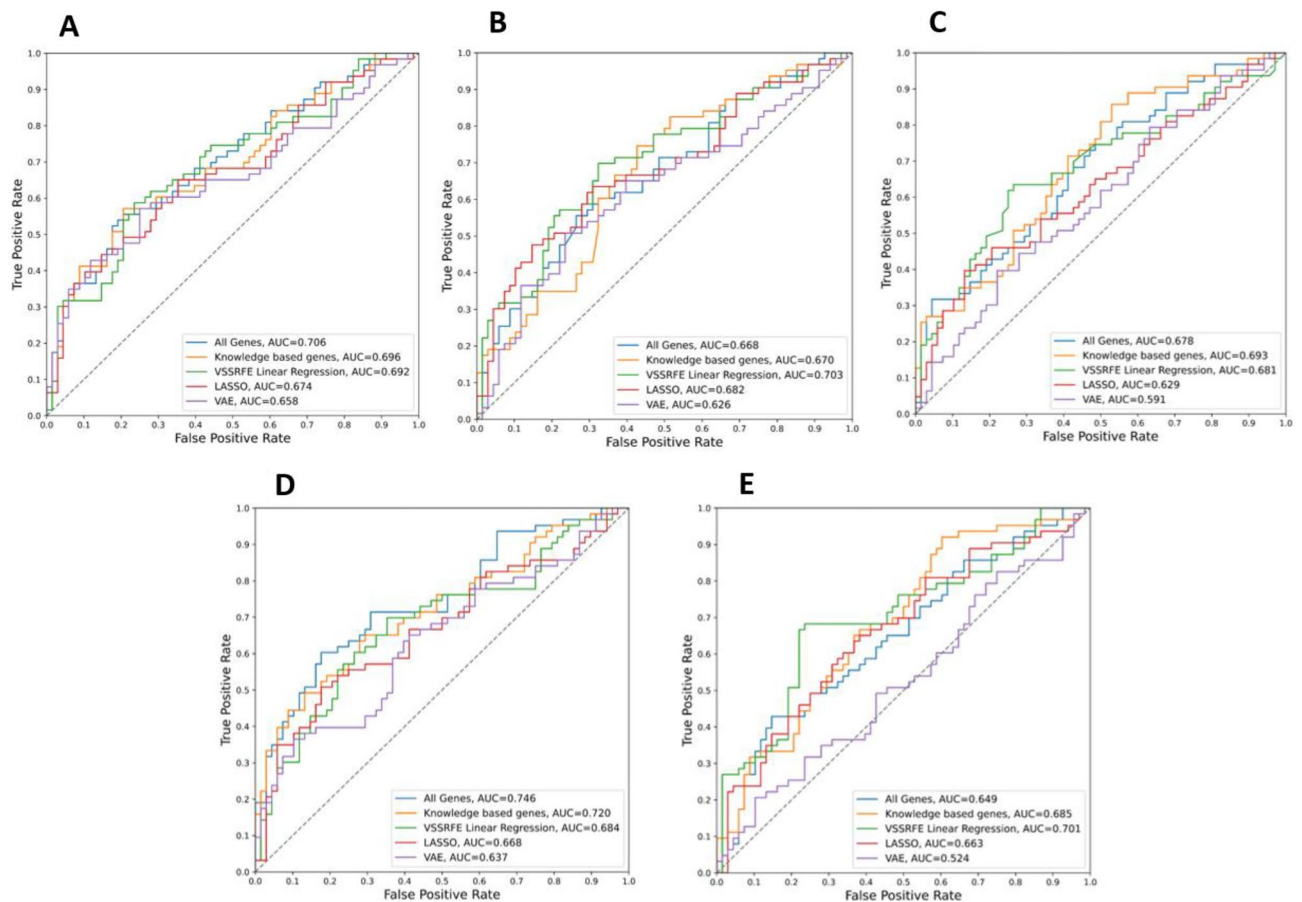 A
B
C
True Positive Rate
1.0
0.9
0.8
0.7
0.6
0.5
0.4
0.3
0.2
0.1
0.0
All Genes, AUC=0.706
Knowledge based genes, AUC=0.696
VSSRFE Linear Regression, AUC=0.692
LASSO, AUC=0.674
VAE, AUC=0.658
0.0 0.1 0.2 0.3 0.4 0.5 0.6 0.7 0.8 0.9 1.0
False Positive Rate
True Positive Rate
1.0
0.9
0.8
0.7
0.6
0.5
0.4
0.3
0.2
0.1
0.0
All Genes, AUC=0.668
Knowledge based genes, AUC=0.670
VSSRFE Linear Regression, AUC=0.703
LASSO, AUC=0.682
VAE, AUC=0.626
0.0 0.1 0.2 0.3 0.4 0.5 0.6 0.7 0.8 0.9 1.0
False Positive Rate
True Positive Rate
1.0
0.9
0.8
0.7
0.6
0.5
0.4
0.3
0.2
0.1
0.0
All Genes, AUC=0.678
Knowledge based genes, AUC=0.693
VSSRFE Linear Regression, AUC=0.681
LASSO, AUC=0.629
VAE, AUC=0.591
0.0 0.1 0.2 0.3 0.4 0.5 0.6 0.7 0.8 0.9 1.0
False Positive Rate
D
E
True Positive Rate
1.0
0.9
0.8
0.7
0.6
0.5
0.4
0.3
0.2
0.1
0.0
All Genes, AUC=0.746
Knowledge based genes, AUC=0.720
VSSRFE Linear Regression, AUC=0.684
LASSO, AUC=0.668
VAE, AUC=0.637
0.0 0.1 0.2 0.3 0.4 0.5 0.6 0.7 0.8 0.9 1.0
False Positive Rate
True Positive Rate
1.0
0.9
0.8
0.7
0.6
0.5
0.4
0.3
0.2
0.1
0.0
All Genes, AUC=0.649
Knowledge based genes, AUC=0.685
VSSRFE Linear Regression, AUC=0.701
LASSO, AUC=0.663
VAE, AUC=0.524
0.0 0.1 0.2 0.3 0.4 0.5 0.6 0.7 0.8 0.9 1.0
False Positive Rate